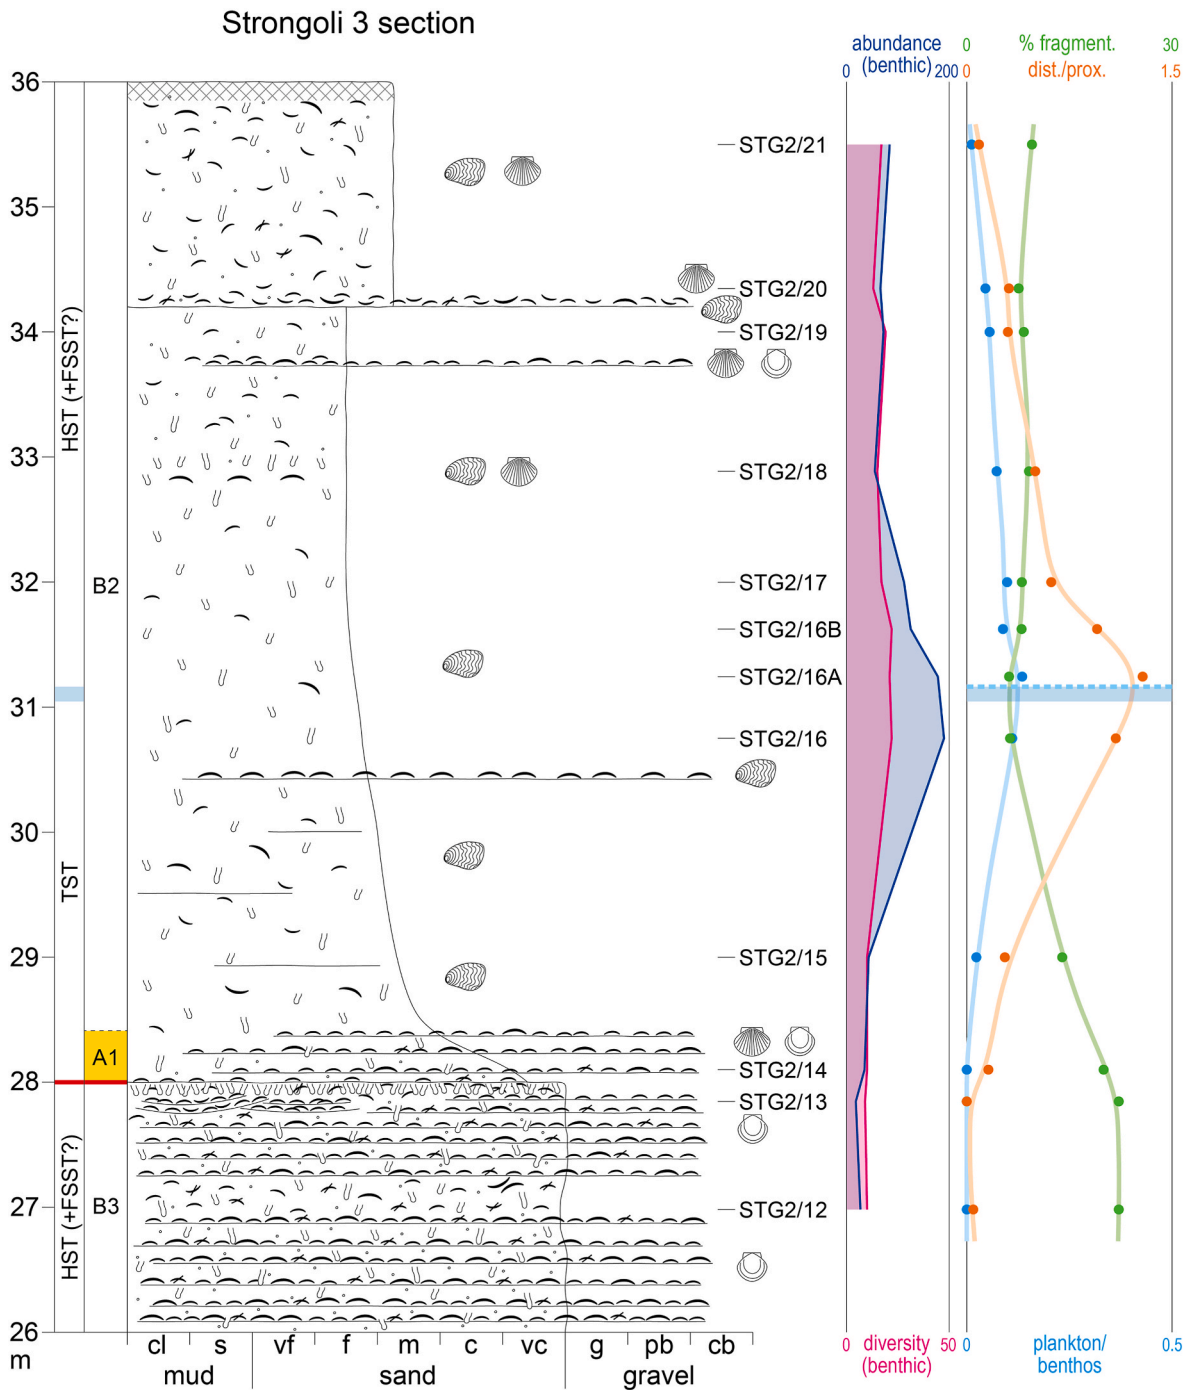 Strongoli 3 section
abundance
(benthic)
0 200
0 % fragment. 30
0 dist./prox. 1.5
36
35
34
33
32
31
30
29
28
27
26
m
HST (+FSST?)
TST
HST (+FSST?)
B2
A1
B3
STG2/21
STG2/20
STG2/19
STG2/18
STG2/17
STG2/16B
STG2/16A
STG2/16
STG2/15
STG2/14
STG2/13
STG2/12
cl s vf f m c vc g pb cb
mud sand gravel
0 diversity 50
(benthic)
0 plankton/ 0.5
benthos